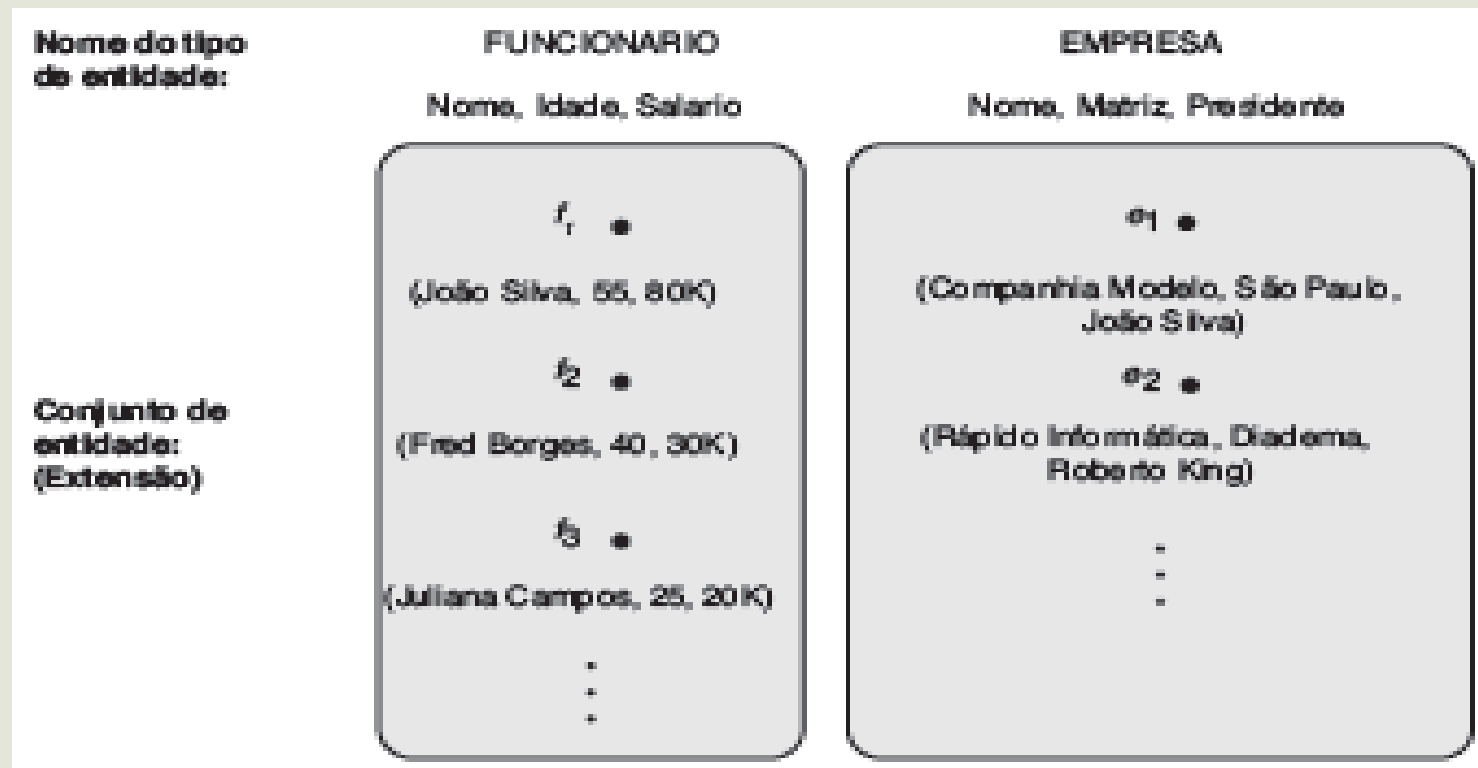 Nome do tipo
de entidade:
FUNCIONARIO
Nome, Idade, Salario
EMPRESA
Nome, Matriz, Presidente
Conjunto de
entidade:
(Extensão)
f1
(João Silva, 55, 80K)
f2
(Fred Borges, 40, 30K)
f3
(Juliana Campos, 25, 20K)
e1
(Companhia Modelo, São Paulo,
João Silva)
e2
(Rápido Informática, Diadema,
Roberto King)